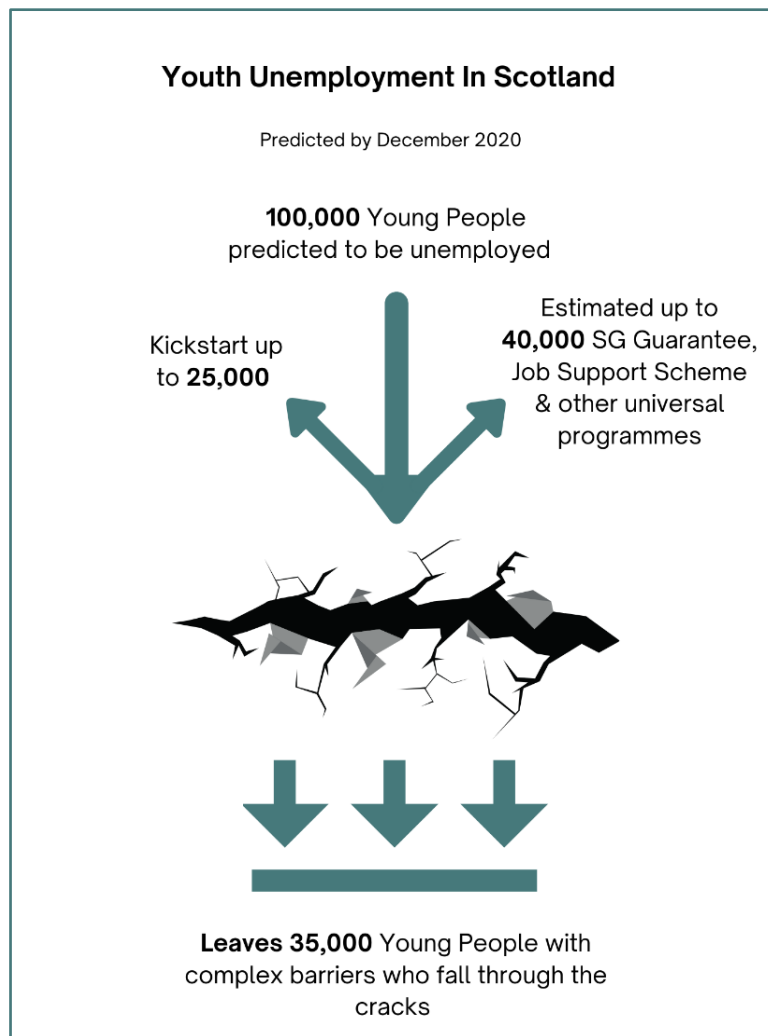 Youth Unemployment In Scotland
Predicted by December 2020
100,000 Young People
predicted to be unemployed
Kickstart up
to 25,000
Estimated up to
40,000 SG Guarantee,
Job Support Scheme
& other universal
programmes
Leaves 35,000 Young People with
complex barriers who fall through the
cracks